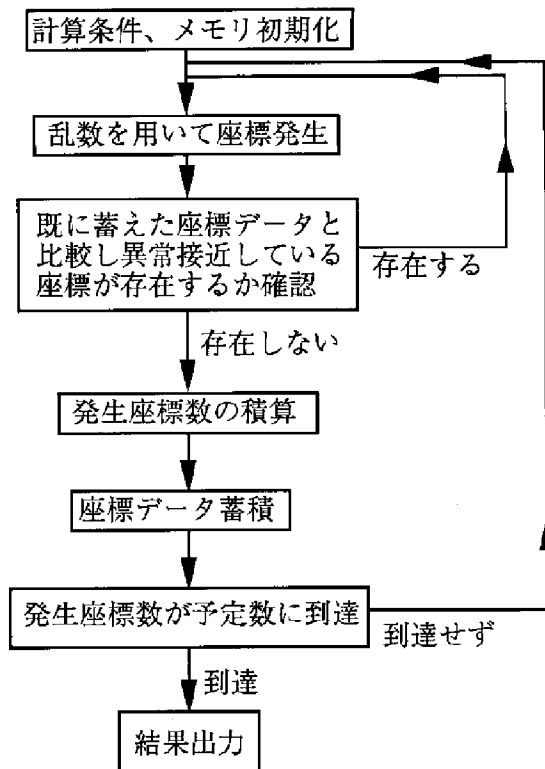 計算条件、メモリ初期化
乱数を用いて座標発生
既に蓄えた座標データと
比較し異常接近している
座標が存在するか確認
存在する
存在しない
発生座標数の積算
座標データ蓄積
発生座標数が予定数に到達
到達せず
到達
結果出力